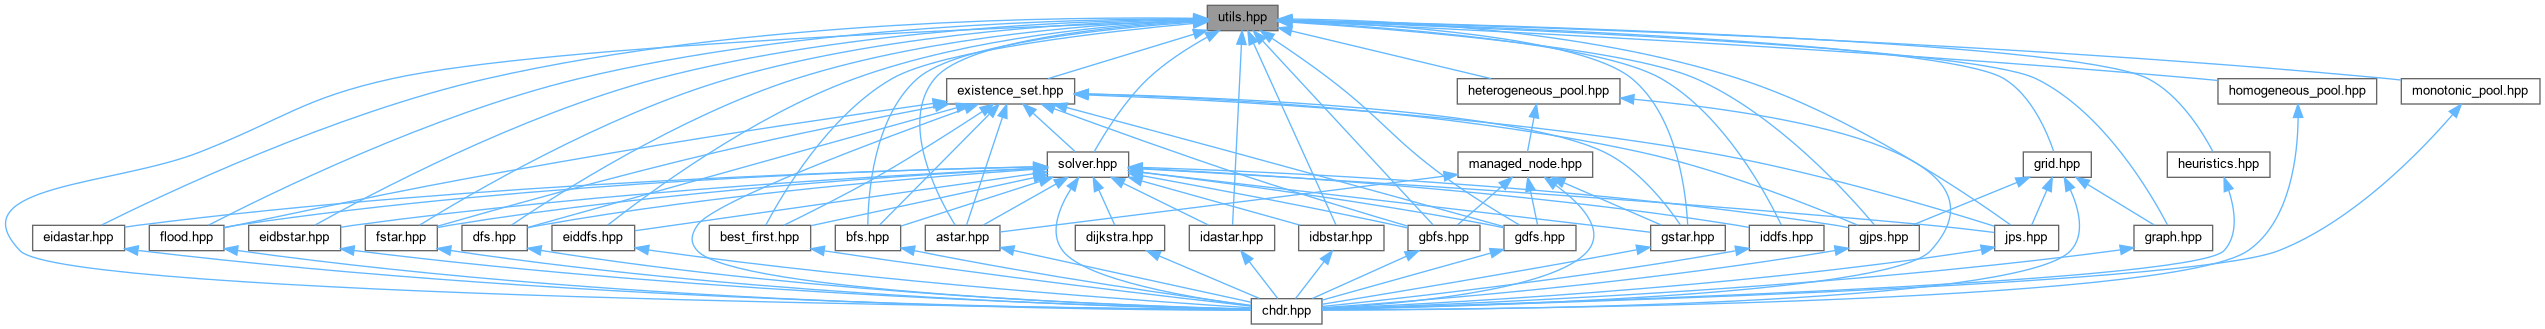 utils.hpp
existence_set.hpp
heterogeneous_pool.hpp
homogeneous_pool.hpp
monotonic_pool.hpp
solver.hpp
managed_node.hpp
grid.hpp
heuristics.hpp
eidastar.hpp
flood.hpp
eidbstar.hpp
fstar.hpp
dfs.hpp
eiddfs.hpp
best_first.hpp
bfs.hpp
astar.hpp
dijkstra.hpp
idastar.hpp
idbstar.hpp
gbfs.hpp
gdfs.hpp
gstar.hpp
iddfs.hpp
gjps.hpp
jps.hpp
graph.hpp
chdr.hpp